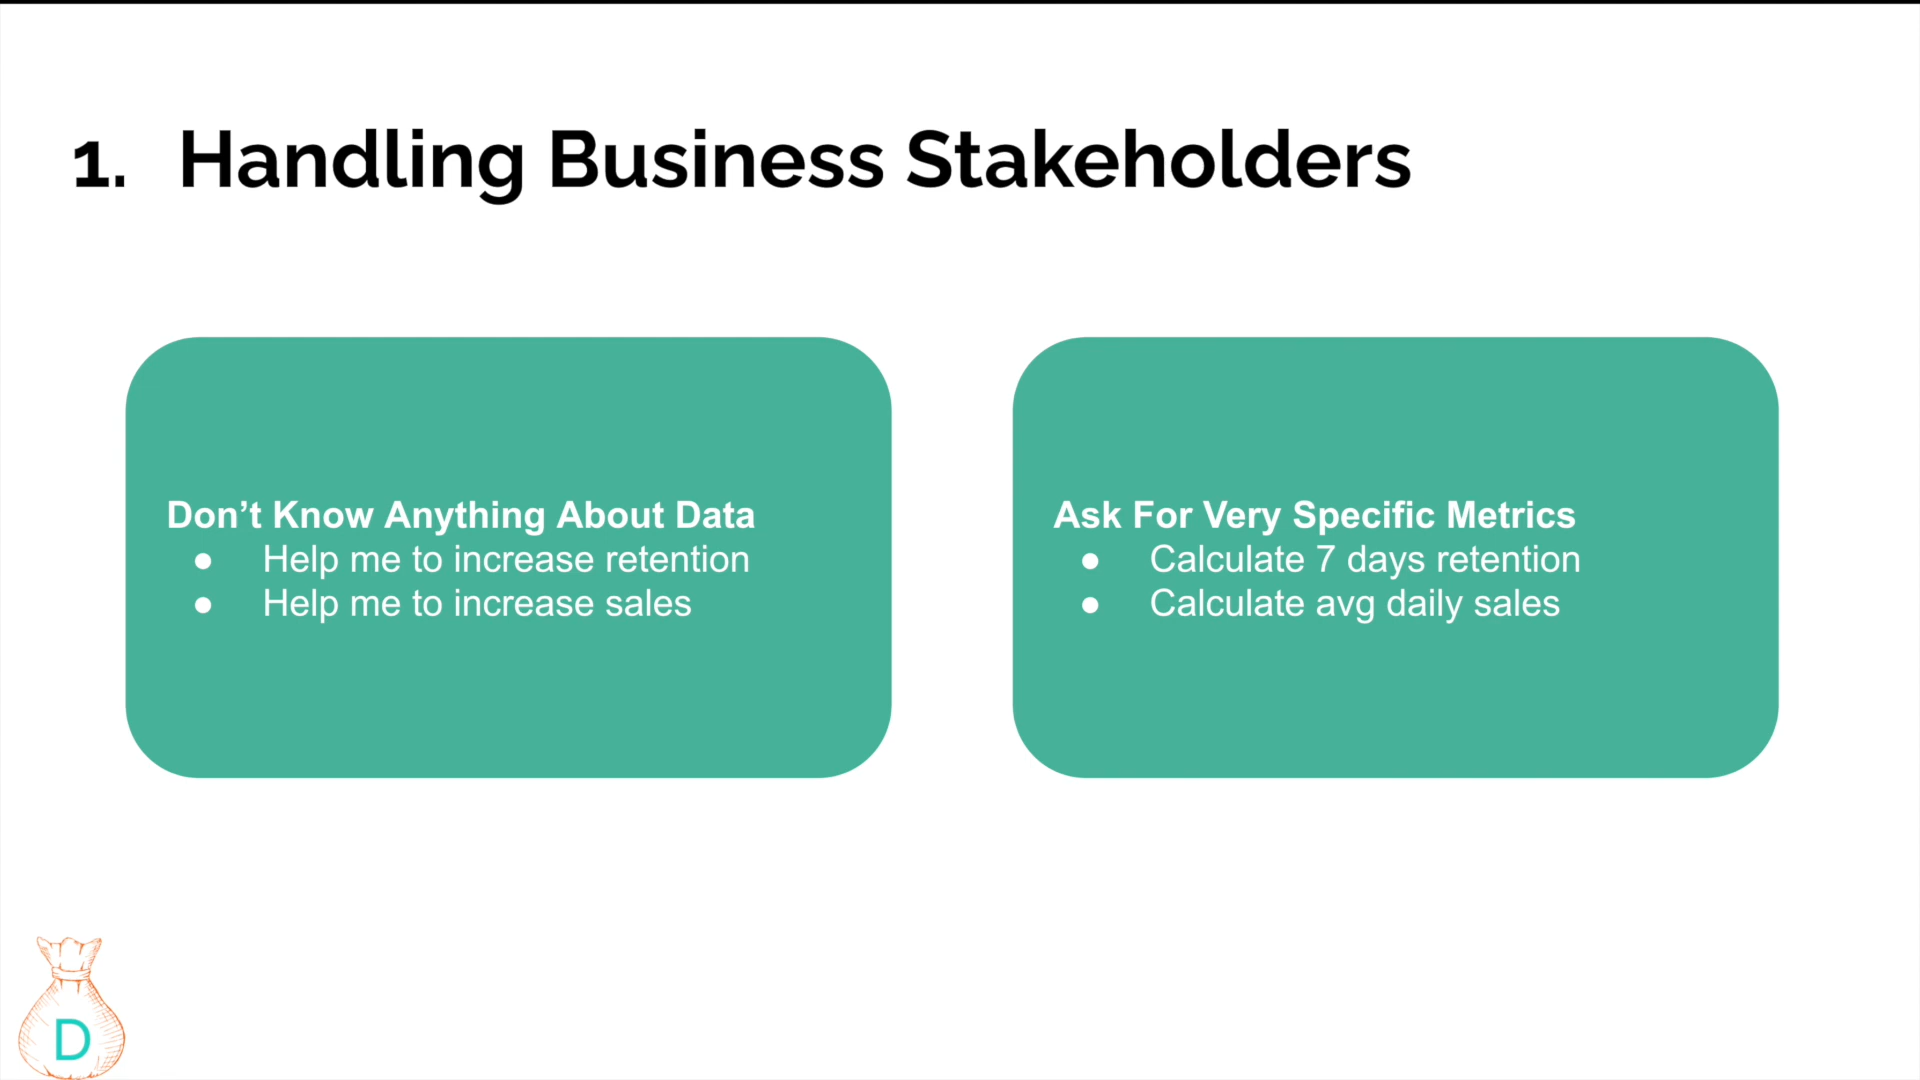 1. Handling Business Stakeholders
Don’t Know Anything About Data
● Help me to increase retention
● Help me to increase sales
Ask For Very Specific Metrics
● Calculate 7 days retention
● Calculate avg daily sales
D